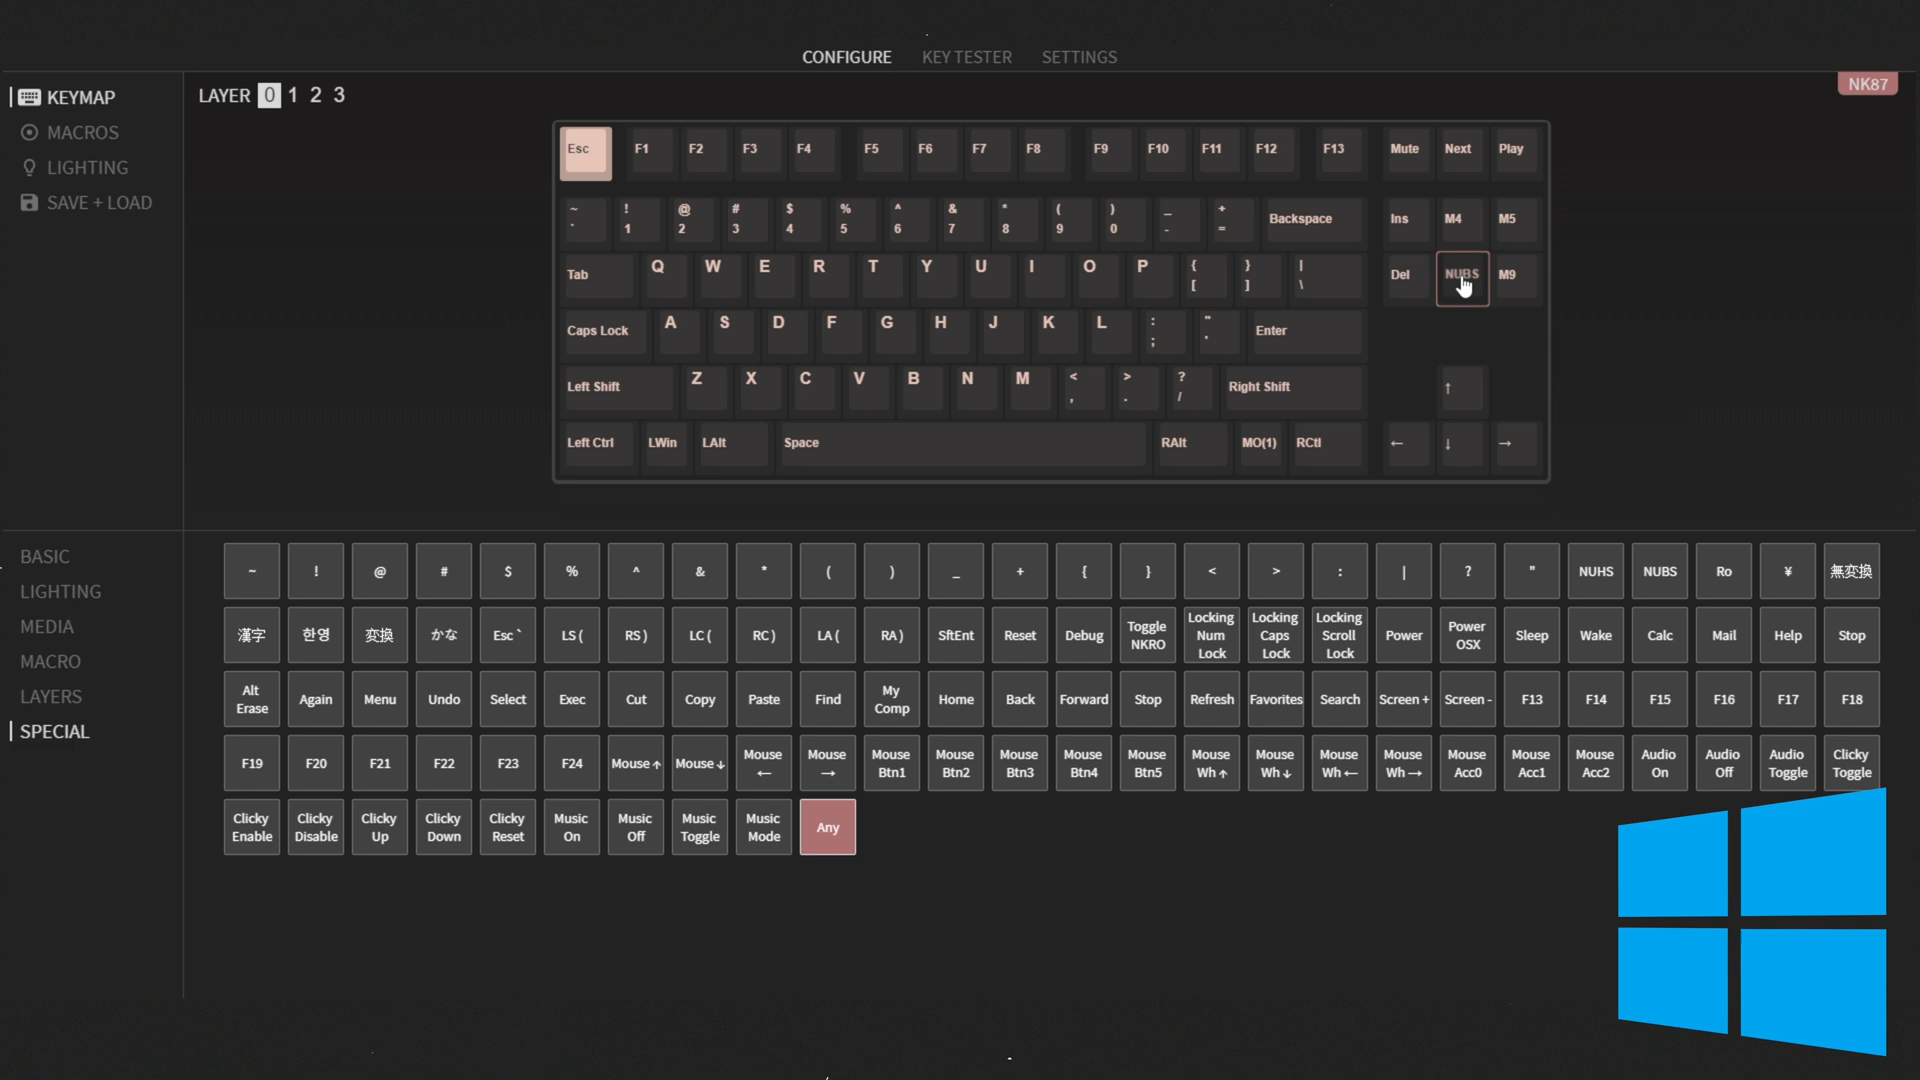 CONFIGURE KEY TESTER SETTINGS
KEYMAP
MACROS
LIGHTING
SAVE + LOAD
LAYER 0 1 2 3
NK87
Esc F1 F2 F3 F4 F5 F6 F7 F8 F9 F10 F11 F12 F13 Mute Next Play
~ ! @ # $ % ^ & * ( ) _ + Backspace Ins M4 M5
` 1 2 3 4 5 6 7 8 9 0 - =
Tab Q W E R T Y U I O P { } | Del NUBS M9
[ ] \
Caps Lock A S D F G H J K L : " Enter
; '
Left Shift Z X C V B N M < > ? Right Shift ↑
, . /
Left Ctrl LWin LAlt Space RAlt MO(1) RCtl ← ↓ →
BASIC
LIGHTING
MEDIA
MACRO
LAYERS
SPECIAL
~ ! @ # $ % ^ & * ( ) _ + { } < > : | ? " NUHS NUBS Ro ¥ 無変換
漢字 한영 変換 かな Esc ` LS ( RS ) LC ( RC ) LA ( RA ) SftEnt Reset Debug Toggle NKRO Locking Num Lock Locking Caps Lock Locking Scroll Lock Power Power OSX Sleep Wake Calc Mail Help Stop
Alt Erase Again Menu Undo Select Exec Cut Copy Paste Find My Comp Home Back Forward Stop Refresh Favorites Search Screen + Screen - F13 F14 F15 F16 F17 F18
F19 F20 F21 F22 F23 F24 Mouse ↑ Mouse ↓ Mouse ← Mouse → Mouse Btn1 Mouse Btn2 Mouse Btn3 Mouse Btn4 Mouse Btn5 Mouse Wh ↑ Mouse Wh ↓ Mouse Wh ← Mouse Wh → Mouse Acc0 Mouse Acc1 Mouse Acc2 Audio On Audio Off Audio Toggle Clicky Toggle
Clicky Enable Clicky Disable Clicky Up Clicky Down Clicky Reset Music On Music Off Music Toggle Music Mode Any